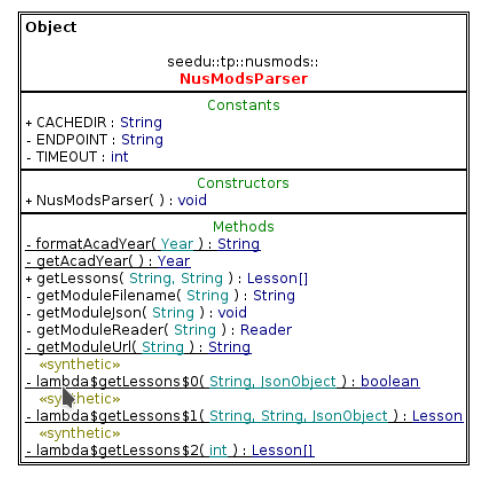 Object
seedu::tp::nusmods::
NusModsParser
Constants
+ CACHEDIR : String
- ENDPOINT : String
- TIMEOUT : int
Constructors
+ NusModsParser( ) : void
Methods
- formatAcadYear( Year ) : String
- getAcadYear( ) : Year
+ getLessons( String, String ) : Lesson[]
- getModuleFilename( String ) : String
- getModuleJson( String ) : void
- getModuleReader( String ) : Reader
- getModuleUrl( String ) : String
«synthetic»
- lambda$getLessons$0( String, JsonObject ) : boolean
«synthetic»
- lambda$getLessons$1( String, String, JsonObject ) : Lesson
«synthetic»
- lambda$getLessons$2( int ) : Lesson[]